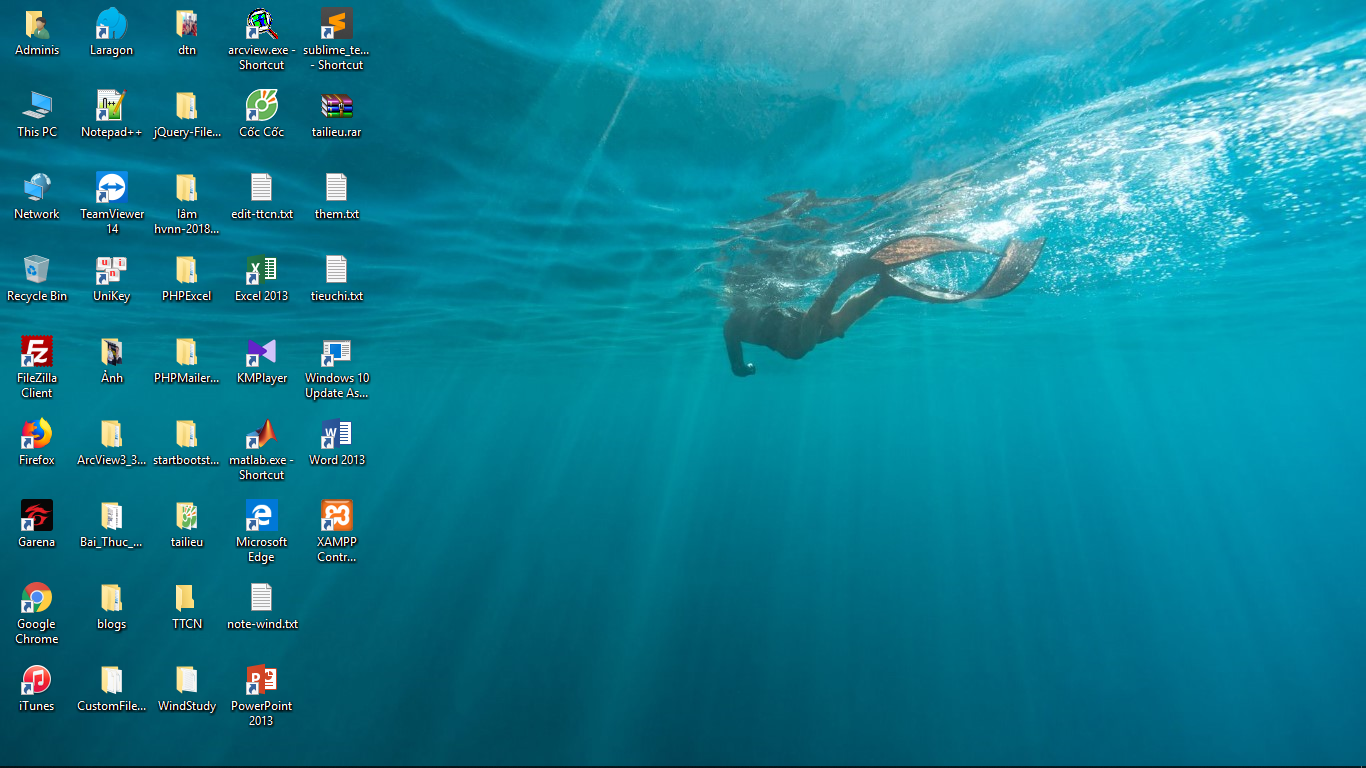 Adminis
Laragon
dtn
arcview.exe -
Shortcut
sublime_te...
- Shortcut
This PC
Notepad++
jQuery-File...
Cốc Cốc
tailieu.rar
Network
TeamViewer
14
lâm
hvnn-2018...
edit-ttcn.txt
them.txt
Recycle Bin
UniKey
PHPExcel
Excel 2013
tieuchi.txt
FileZilla
Client
Ảnh
PHPMailer...
KMPlayer
Windows 10
Update As...
Firefox
ArcView3_3...
startbootst...
matlab.exe -
Shortcut
Word 2013
Garena
Bai_Thuc_...
tailieu
Microsoft
Edge
XAMPP
Contr...
Google
Chrome
blogs
TTCN
note-wind.txt
iTunes
CustomFile...
WindStudy
PowerPoint
2013